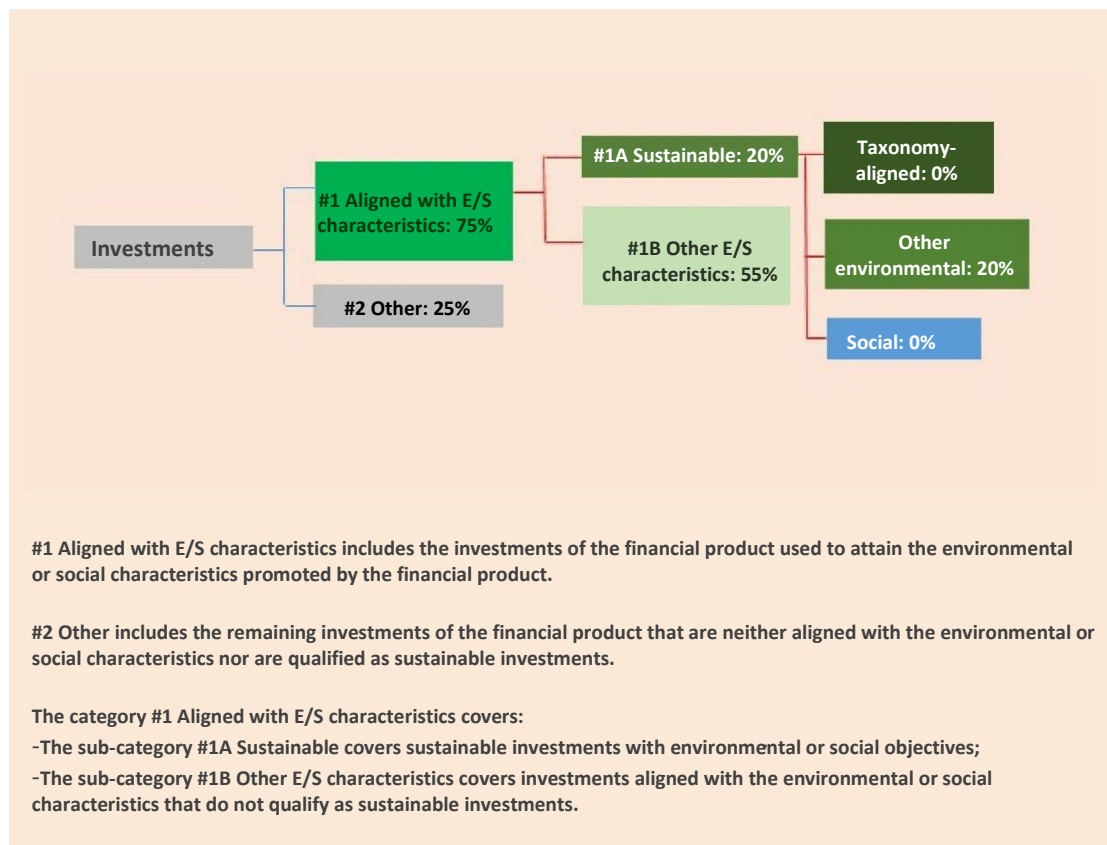 Investments
#1 Aligned with E/S
characteristics: 75%
#2 Other: 25%
#1A Sustainable: 20%
#1B Other E/S
characteristics: 55%
Taxonomy-
aligned: 0%
Other
environmental: 20%
Social: 0%
#1 Aligned with E/S characteristics includes the investments of the financial product used to attain the environmental
or social characteristics promoted by the financial product.
#2 Other includes the remaining investments of the financial product that are neither aligned with the environmental or
social characteristics nor are qualified as sustainable investments.
The category #1 Aligned with E/S characteristics covers:
-The sub-category #1A Sustainable covers sustainable investments with environmental or social objectives;
-The sub-category #1B Other E/S characteristics covers investments aligned with the environmental or social
characteristics that do not qualify as sustainable investments.